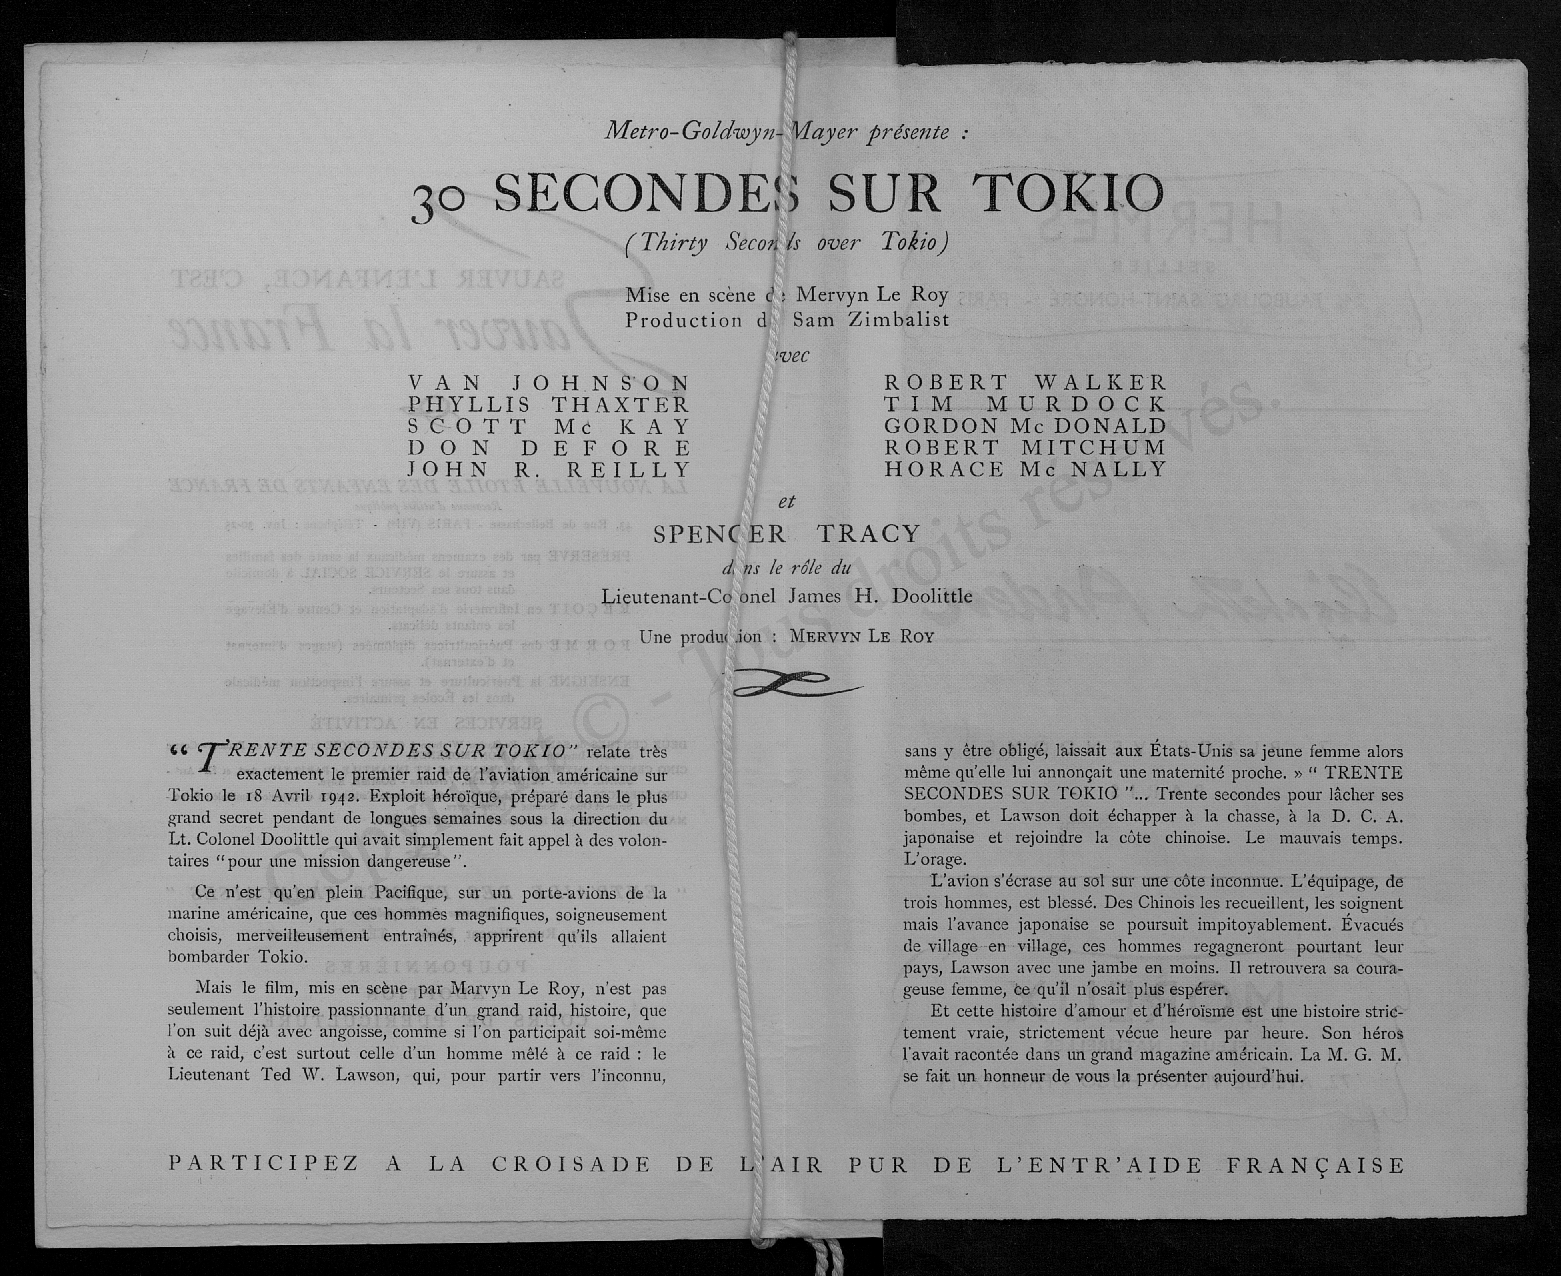 Metro-Goldwyn-Mayer présente :
30 SECONDES SUR TOKIO
(Thirty Seconds over Tokio)
Mise en scène de Mervyn Le Roy
Production de Sam Zimbalist
avec
VAN JOHNSON
PHYLLIS THAXTER
SCOTT Mc KAY
DON DEFORE
JOHN R. REILLY
ROBERT WALKER
TIM MURDOCK
GORDON Mc DONALD
ROBERT MITCHUM
HORACE Mc NALLY
et
SPENCER TRACY
dans le rôle du
Lieutenant-Colonel James H. Doolittle
Une production : MERVYN LE ROY
“ TRENTE SECONDES SUR TOKIO” relate très
exactement le premier raid de l'aviation américaine sur
Tokio le 18 Avril 1942. Exploit héroïque, préparé dans le plus
grand secret pendant de longues semaines sous la direction du
Lt. Colonel Doolittle qui avait simplement fait appel à des volon-
taires “pour une mission dangereuse”.
Ce n'est qu'en plein Pacifique, sur un porte-avions de la
marine américaine, que ces hommes magnifiques, soigneusement
choisis, merveilleusement entraînés, apprirent qu'ils allaient
bombarder Tokio.
Mais le film, mis en scène par Marvyn Le Roy, n'est pas
seulement l'histoire passionnante d'un grand raid, histoire, que
l'on suit déjà avec angoisse, comme si l'on participait soi-même
à ce raid, c'est surtout celle d'un homme mêlé à ce raid : le
Lieutenant Ted W. Lawson, qui, pour partir vers l'inconnu,
sans y être obligé, laissait aux États-Unis sa jeune femme alors
même qu'elle lui annonçait une maternité proche. » “ TRENTE
SECONDES SUR TOKIO ”... Trente secondes pour lâcher ses
bombes, et Lawson doit échapper à la chasse, à la D. C. A.
japonaise et rejoindre la côte chinoise. Le mauvais temps.
L'orage.
L'avion s'écrase au sol sur une côte inconnue. L'équipage, de
trois hommes, est blessé. Des Chinois les recueillent, les soignent
mais l'avance japonaise se poursuit impitoyablement. Évacués
de village en village, ces hommes regagneront pourtant leur
pays, Lawson avec une jambe en moins. Il retrouvera sa coura-
geuse femme, ce qu'il n'osait plus espérer.
Et cette histoire d'amour et d'héroïsme est une histoire stric-
tement vraie, strictement vécue heure par heure. Son héros
l'avait racontée dans un grand magazine américain. La M. G. M.
se fait un honneur de vous la présenter aujourd'hui.
PARTICIPEZ A LA CROISADE DE L'AIR PUR DE L'ENTR'AIDE FRANÇAISE
Copyright © - Tous droits réservés.